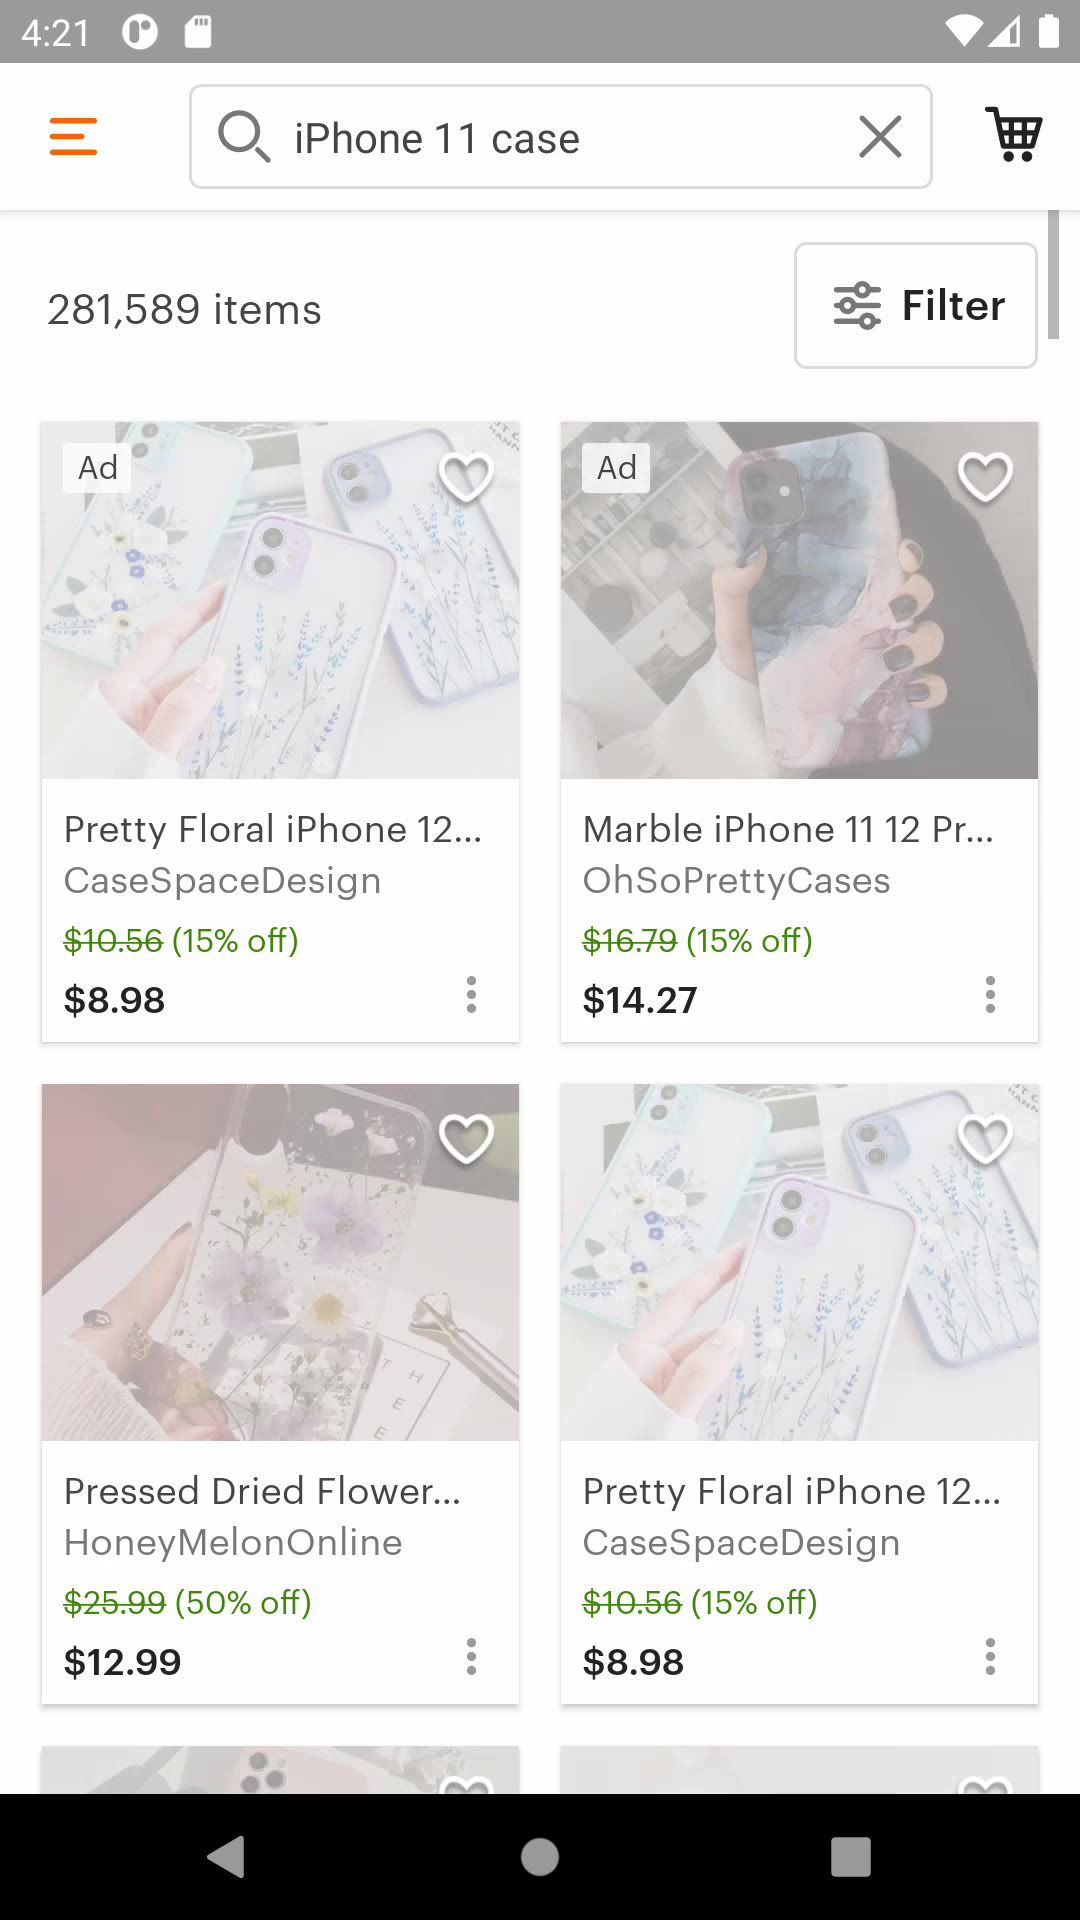 4:21
iPhone 11 case
281,589 items
Filter
Ad
Ad
Pretty Floral iPhone 12...
CaseSpaceDesign
$10.56 (15% off)
$8.98
Marble iPhone 11 12 Pr...
OhSoPrettyCases
$16.79 (15% off)
$14.27
THE
Pressed Dried Flower...
HoneyMelonOnline
$25.99 (50% off)
$12.99
Pretty Floral iPhone 12...
CaseSpaceDesign
$10.56 (15% off)
$8.98